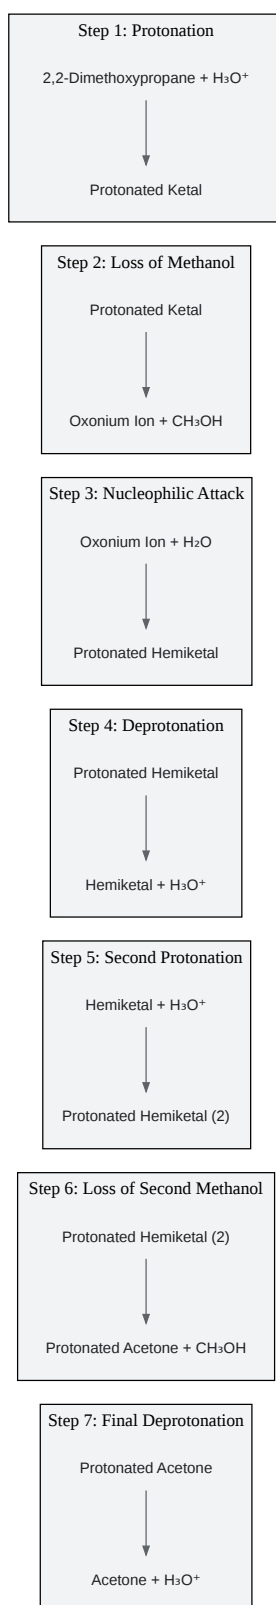 Step 1: Protonation
2,2-Dimethoxypropane + H₃O⁺
Protonated Ketal
Step 2: Loss of Methanol
Protonated Ketal
Oxonium Ion + CH₃OH
Step 3: Nucleophilic Attack
Oxonium Ion + H₂O
Protonated Hemiketal
Step 4: Deprotonation
Protonated Hemiketal
Hemiketal + H₃O⁺
Step 5: Second Protonation
Hemiketal + H₃O⁺
Protonated Hemiketal (2)
Step 6: Loss of Second Methanol
Protonated Hemiketal (2)
Protonated Acetone + CH₃OH
Step 7: Final Deprotonation
Protonated Acetone
Acetone + H₃O⁺